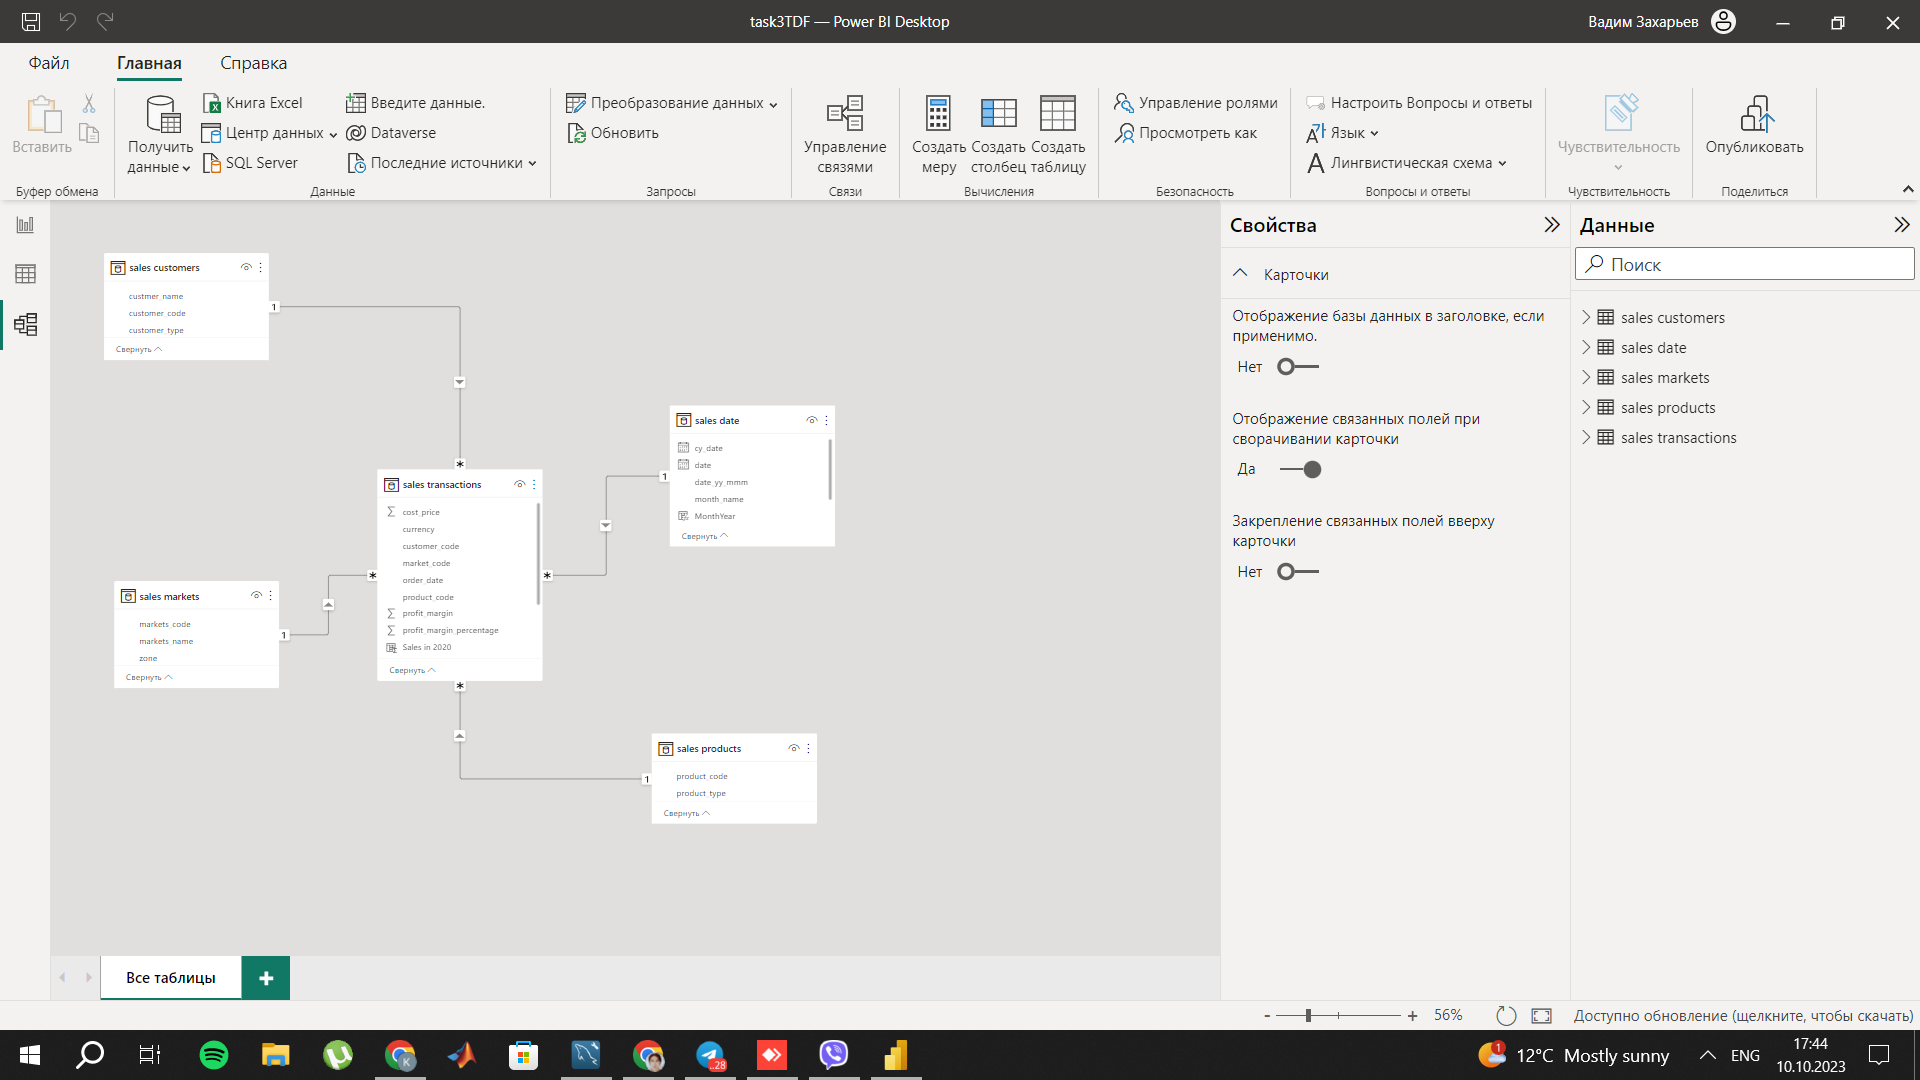 task3TDF — Power BI Desktop
Вадим Захарьев
Файл
Главная
Справка
Вставить
Буфер обмена
Получить
данные
Книга Excel
Центр данных
SQL Server
Введите данные.
Dataverse
Последние источники
Данные
Преобразование данных
Обновить
Запросы
Управление
связями
Связи
Создать
меру
Создать
столбец
Создать
таблицу
Вычисления
Управление ролями
Просмотреть как
Безопасность
Настроить Вопросы и ответы
Язык
Лингвистическая схема
Вопросы и ответы
Чувствительность
Чувствительность
Опубликовать
Поделиться
sales customers
custmer_name
customer_code
customer_type
Свернуть
1
*
sales date
cy_date
date
date_yy_mmm
month_name
MonthYear
Свернуть
1
*
sales transactions
cost_price
currency
customer_code
market_code
order_date
product_code
profit_margin
profit_margin_percentage
Sales in 2020
Свернуть
*
sales markets
markets_code
markets_name
zone
Свернуть
1
*
sales products
product_code
product_type
Свернуть
1
Свойства
Карточки
Отображение базы данных в заголовке, если
применимо.
Нет
Отображение связанных полей при
сворачивании карточки
Да
Закрепление связанных полей вверху
карточки
Нет
Данные
Поиск
sales customers
sales date
sales markets
sales products
sales transactions
Все таблицы
+
- + 56%
Доступно обновление (щелкните, чтобы скачать)
K
..28
1
12°C Mostly sunny
ENG
17:44
10.10.2023